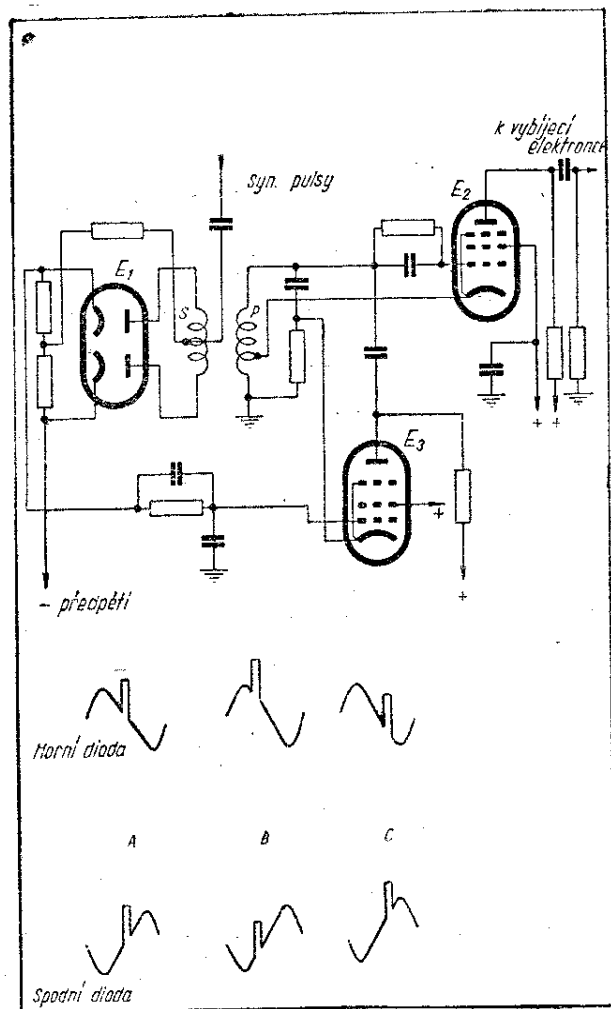 k vybíjecí
elektronce
Syn. pulsy
E₂
E₁
S
P
E₃
+ +
+
+
- předpětí
Horní dioda
A B C
Spodní dioda